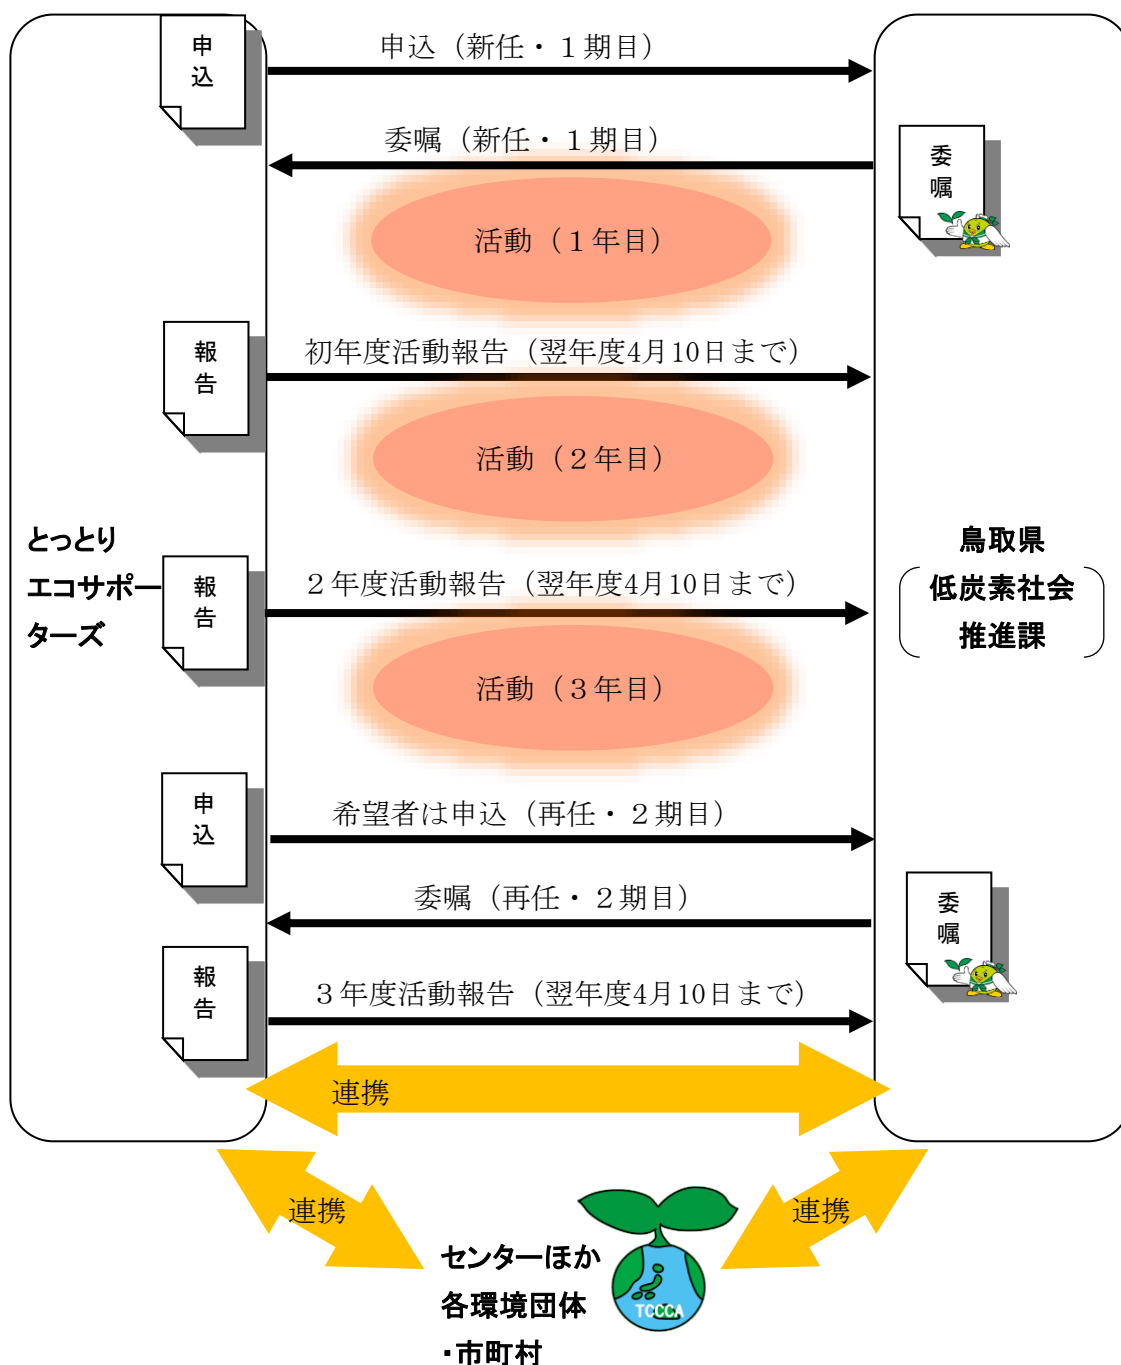 申
込
申込（新任・１期目）
委嘱（新任・１期目）
委
嘱
活動（１年目）
報
告
初年度活動報告（翌年度4月10日まで）
活動（２年目）
とっとり
エコサポー
ターズ
報
告
２年度活動報告（翌年度4月10日まで）
鳥取県
低炭素社会
推進課
活動（３年目）
申
込
希望者は申込（再任・２期目）
委嘱（再任・２期目）
委
嘱
報
告
３年度活動報告（翌年度4月10日まで）
連携
連携
連携
センターほか
各環境団体
・市町村
TCCCA